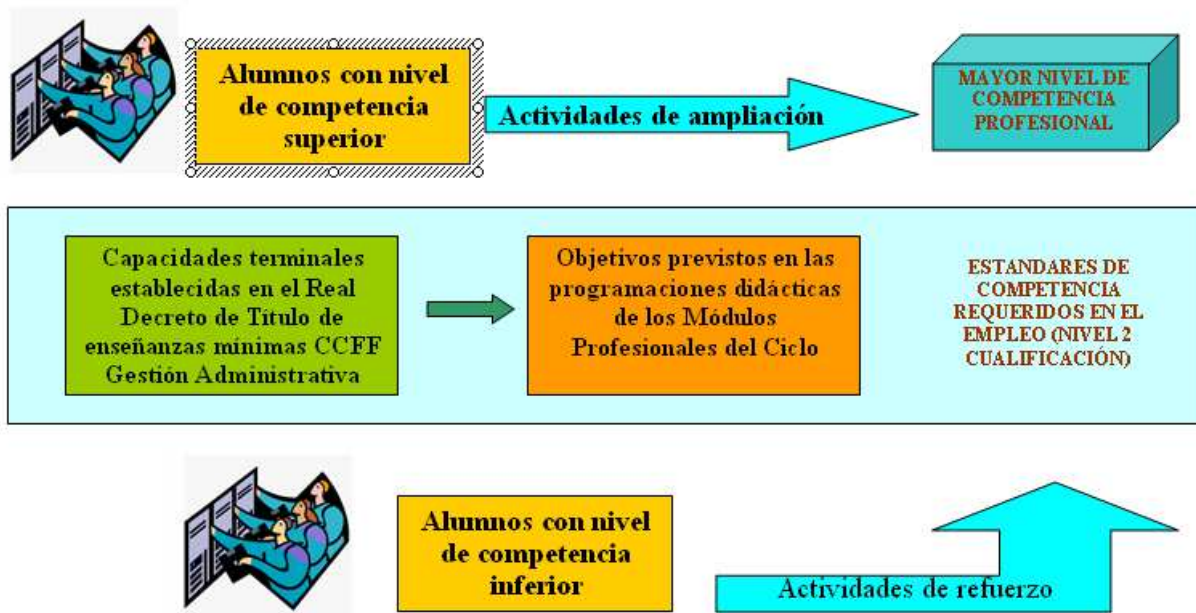 Alumnos con nivel
de competencia
superior
Actividades de ampliación
MAYOR NIVEL DE
COMPETENCIA
PROFESIONAL
Capacidades terminales
establecidas en el Real
Decreto de Título de
enseñanzas mínimas CCFF
Gestión Administrativa
Objetivos previstos en las
programaciones didácticas
de los Módulos
Profesionales del Ciclo
ESTANDARES DE
COMPETENCIA
REQUERIDOS EN EL
EMPLEO (NIVEL 2
CUALIFICACIÓN)
Alumnos con nivel
de competencia
inferior
Actividades de refuerzo